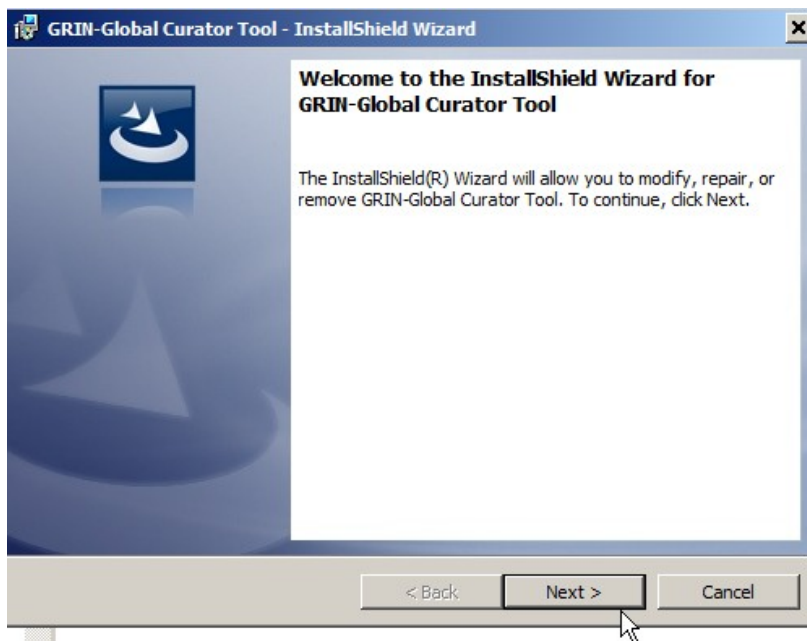 GRIN-Global Curator Tool - InstallShield Wizard
Welcome to the InstallShield Wizard for
GRIN-Global Curator Tool
The InstallShield(R) Wizard will allow you to modify, repair, or
remove GRIN-Global Curator Tool. To continue, click Next.
< Back Next > Cancel